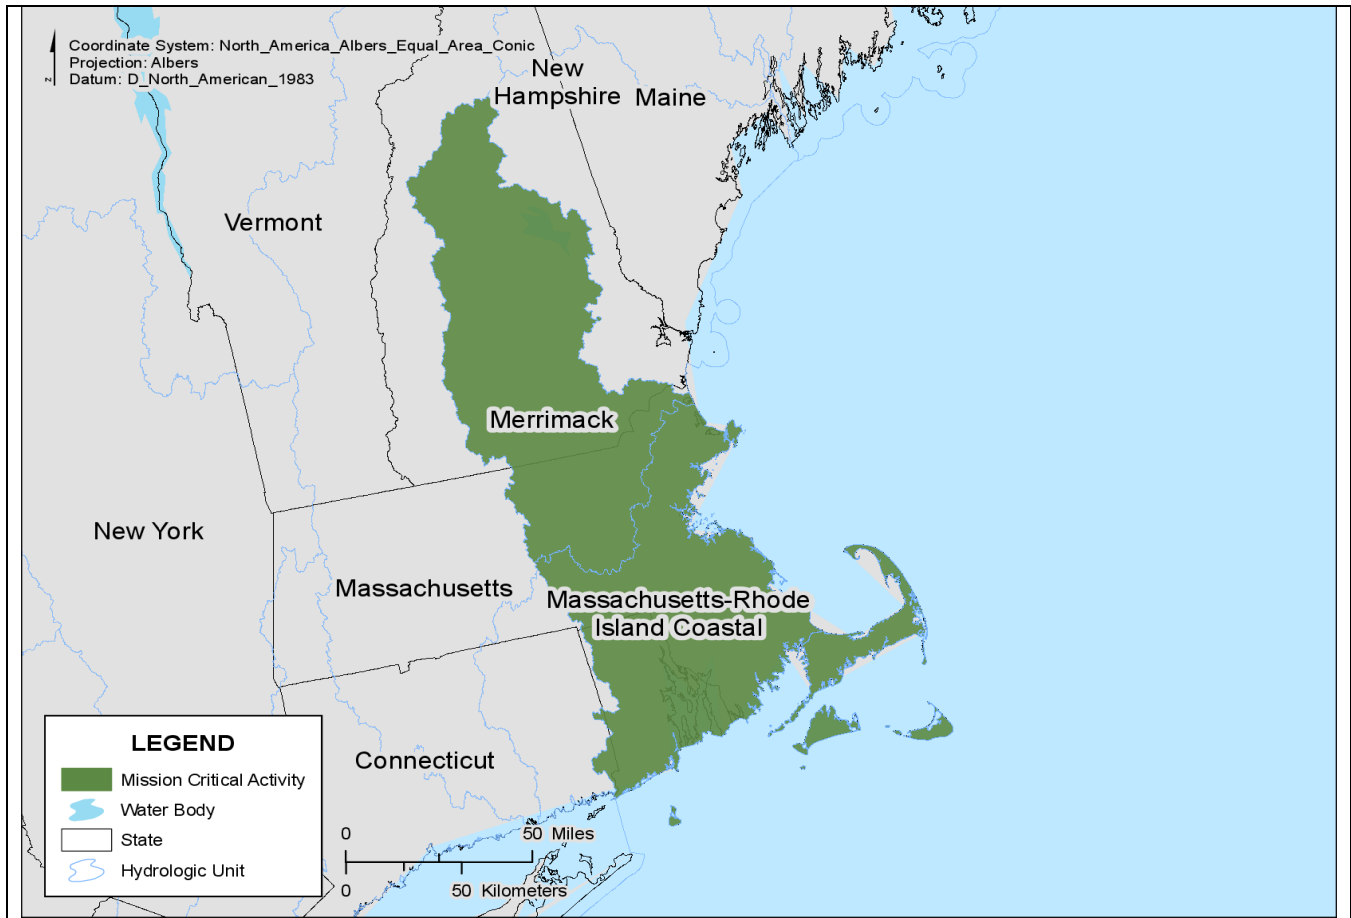 Coordinate System: North_America_Albers_Equal_Area_Conic
Projection: Albers
Datum: D_North_American_1983
N
New
Hampshire
Maine
Vermont
Merrimack
New York
Massachusetts
Massachusetts-Rhode
Island Coastal
Connecticut
LEGEND
Mission Critical Activity
Water Body
State
Hydrologic Unit
0 50 Miles
0 50 Kilometers